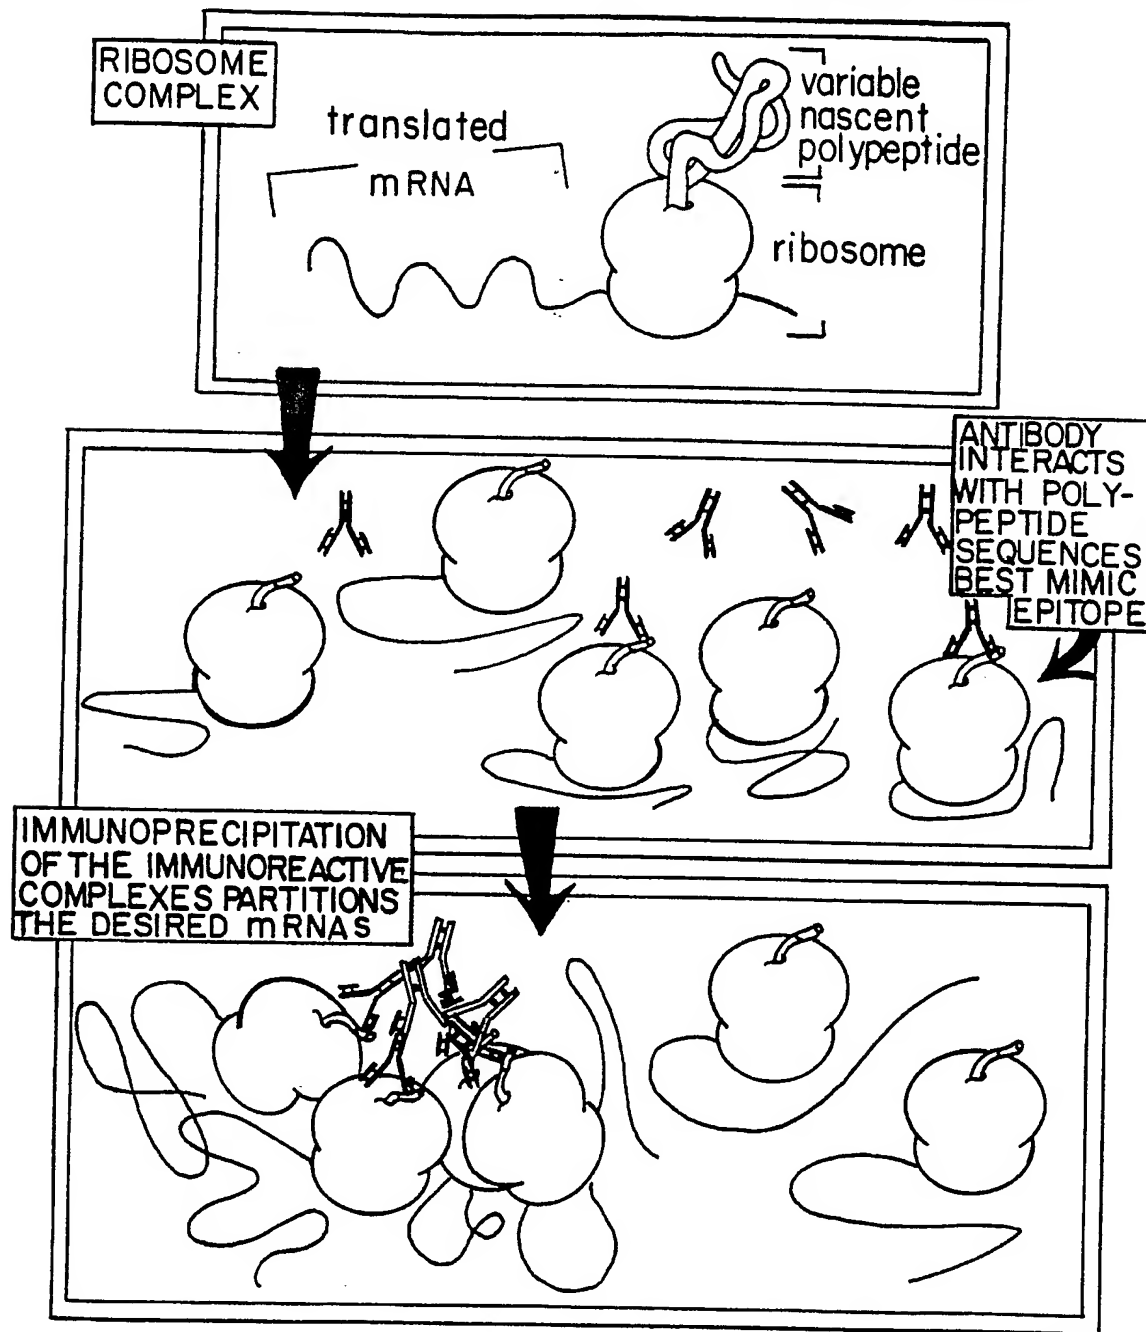 RIBOSOME
COMPLEX
translated
mRNA
variable
nascent
polypeptide
ribosome
ANTIBODY
INTERACTS
WITH POLY-
PEPTIDE
SEQUENCES
BEST MIMIC
EPITOPE
IMMUNOPRECIPITATION
OF THE IMMUNOREACTIVE
COMPLEXES PARTITIONS
THE DESIRED mRNAs